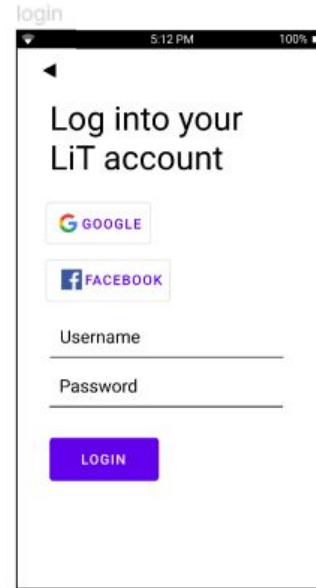 login
5:12 PM 100%
Log into your
LiT account
GOOGLE
FACEBOOK
Username
Password
LOGIN